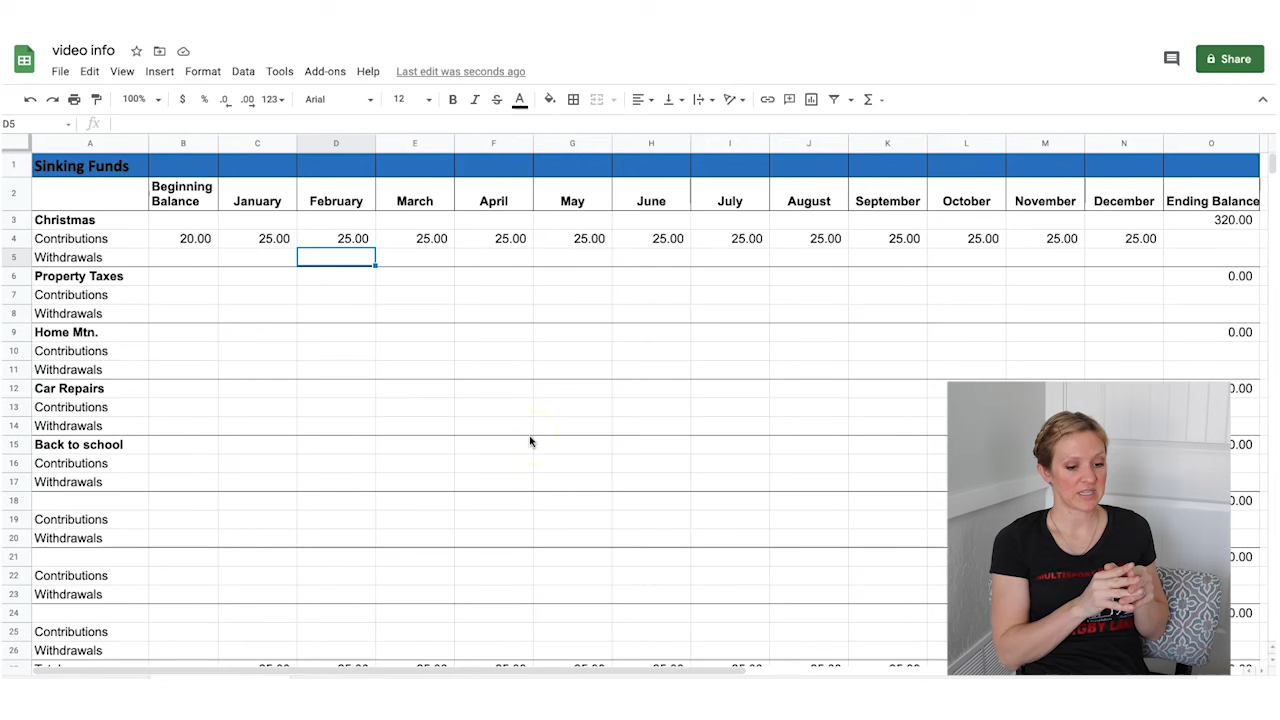 video info
File Edit View Insert Format Data Tools Add-ons Help Last edit was seconds ago
Share
100% $ % .0 .00 123 Arial 12 B I S A Σ
D5 fx
A B C D E F G H I J K L M N O
1 Sinking Funds
2 Beginning Balance January February March April May June July August September October November December Ending Balance
3 Christmas 320.00
4 Contributions 20.00 25.00 25.00 25.00 25.00 25.00 25.00 25.00 25.00 25.00 25.00 25.00 25.00
5 Withdrawals
6 Property Taxes 0.00
7 Contributions
8 Withdrawals
9 Home Mtn. 0.00
10 Contributions
11 Withdrawals
12 Car Repairs 0.00
13 Contributions
14 Withdrawals
15 Back to school 0.00
16 Contributions
17 Withdrawals
18 0.00
19 Contributions
20 Withdrawals
21 0.00
22 Contributions
23 Withdrawals
24 0.00
25 Contributions
26 Withdrawals